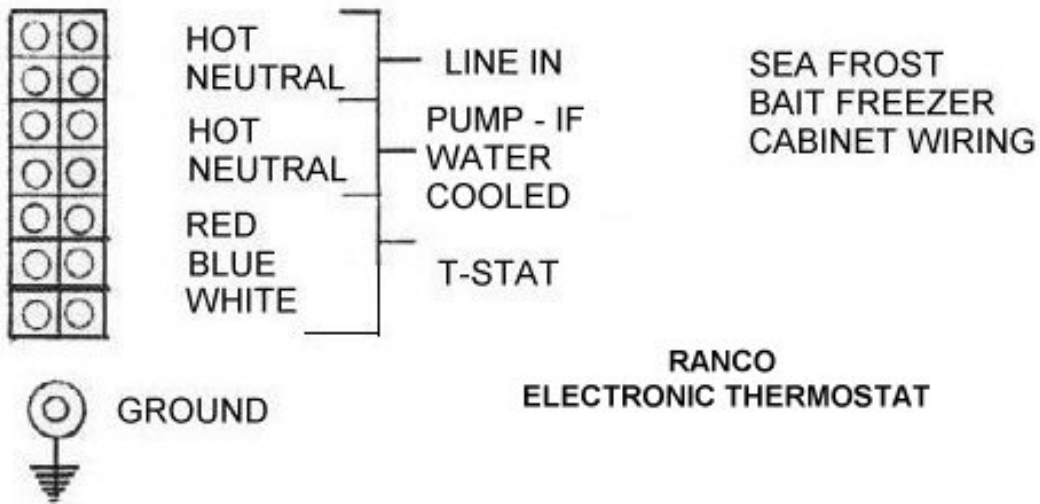 HOT
NEUTRAL
LINE IN
HOT
NEUTRAL
PUMP - IF
WATER
COOLED
RED
BLUE
WHITE
T-STAT
GROUND
SEA FROST
BAIT FREEZER
CABINET WIRING
RANCO
ELECTRONIC THERMOSTAT